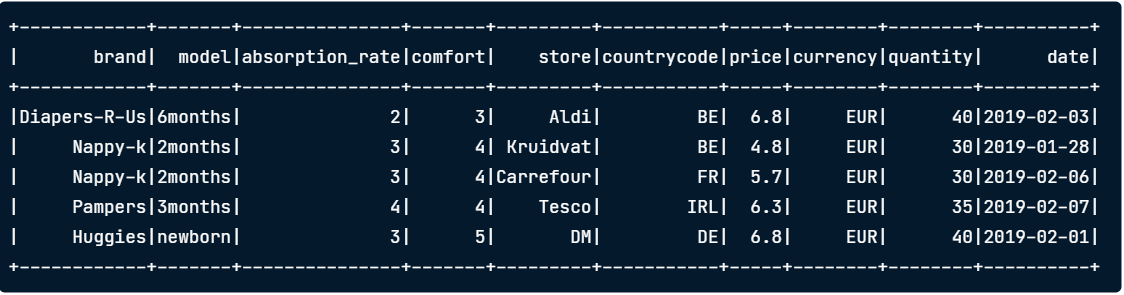 +------------+-------+---------------+-------+---------+-----------+-----+--------+--------+----------+
|       brand|  model|absorption_rate|comfort|    store|countrycode|price|currency|quantity|      date|
+------------+-------+---------------+-------+---------+-----------+-----+--------+--------+----------+
|Diapers-R-Us|6months|              2|      3|     Aldi|         BE|  6.8|     EUR|      40|2019-02-03|
|     Nappy-k|2months|              3|      4| Kruidvat|         BE|  4.8|     EUR|      30|2019-01-28|
|     Nappy-k|2months|              3|      4|Carrefour|         FR|  5.7|     EUR|      30|2019-02-06|
|     Pampers|3months|              4|      4|    Tesco|        IRL|  6.3|     EUR|      35|2019-02-07|
|     Huggies|newborn|              3|      5|       DM|         DE|  6.8|     EUR|      40|2019-02-01|
+------------+-------+---------------+-------+---------+-----------+-----+--------+--------+----------+